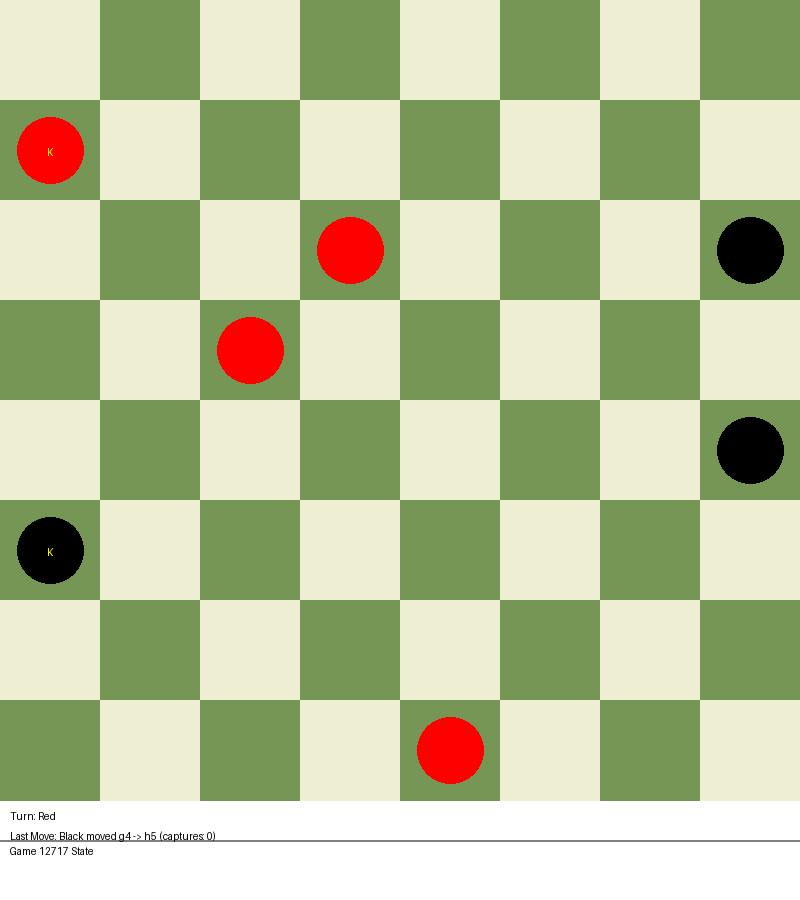 K
K
Turn: Red
Last Move: Black moved g4 -> h5 (captures: 0)
Game 12717 State